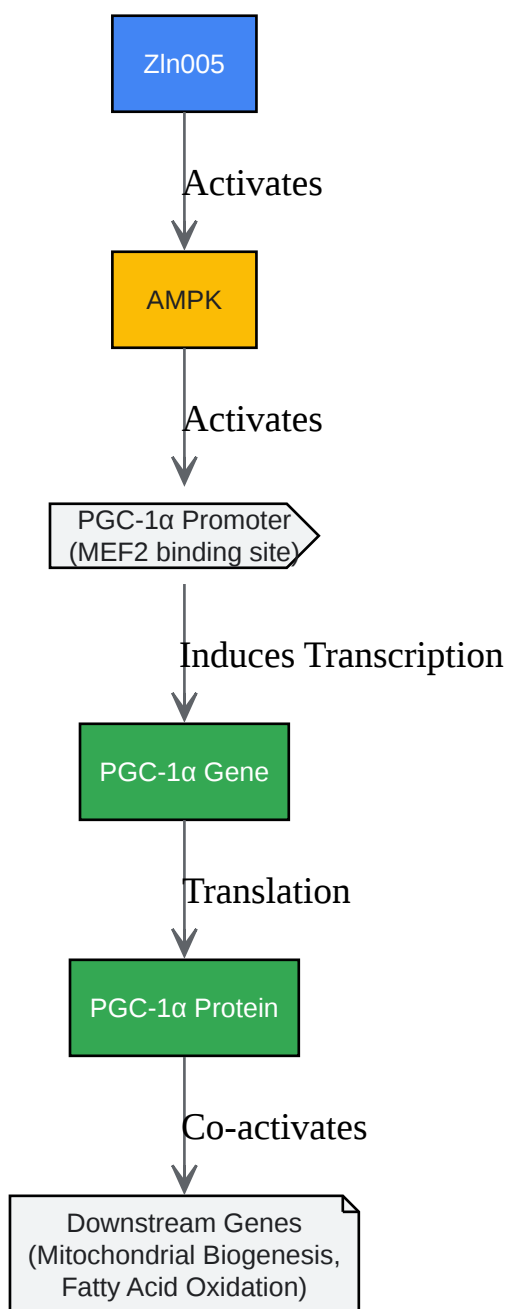 Zln005
Activates
AMPK
Activates
PGC-1α Promoter
(MEF2 binding site)
Induces Transcription
PGC-1α Gene
Translation
PGC-1α Protein
Co-activates
Downstream Genes
(Mitochondrial Biogenesis,
Fatty Acid Oxidation)